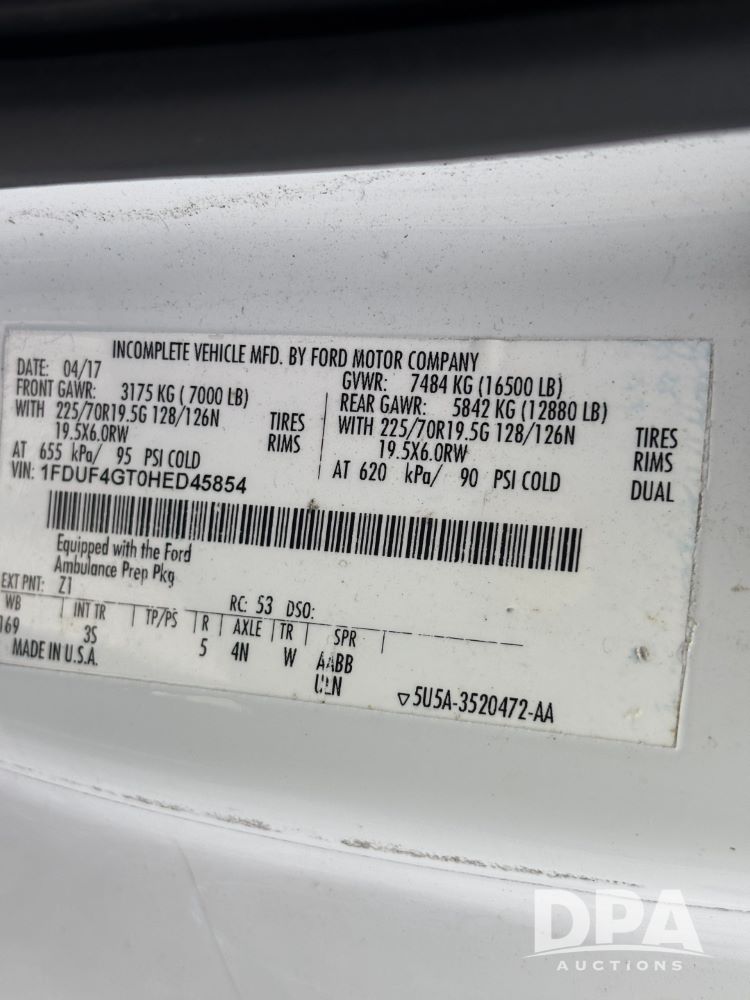 INCOMPLETE VEHICLE MFD. BY FORD MOTOR COMPANY
DATE: 04/17
GVWR: 7484 KG (16500 LB)
FRONT GAWR: 3175 KG ( 7000 LB)
REAR GAWR: 5842 KG (12880 LB)
WITH 225/70R19.5G 128/126N TIRES
WITH 225/70R19.5G 128/126N TIRES
19.5X6.0RW RIMS
19.5X6.0RW RIMS
AT 655 kPa/ 95 PSI COLD
AT 620 kPa/ 90 PSI COLD DUAL
VIN: 1FDUF4GT0HED45854
Equipped with the Ford
Ambulance Prep Pkg
EXT PNT: Z1
RC: 53 DSO:
WB | INT TR | TP/PS | R | AXLE | TR | SPR |
169 3S 5 4N W AABB
MADE IN U.S.A.
5U5A-3520472-AA
DPA
AUCTIONS